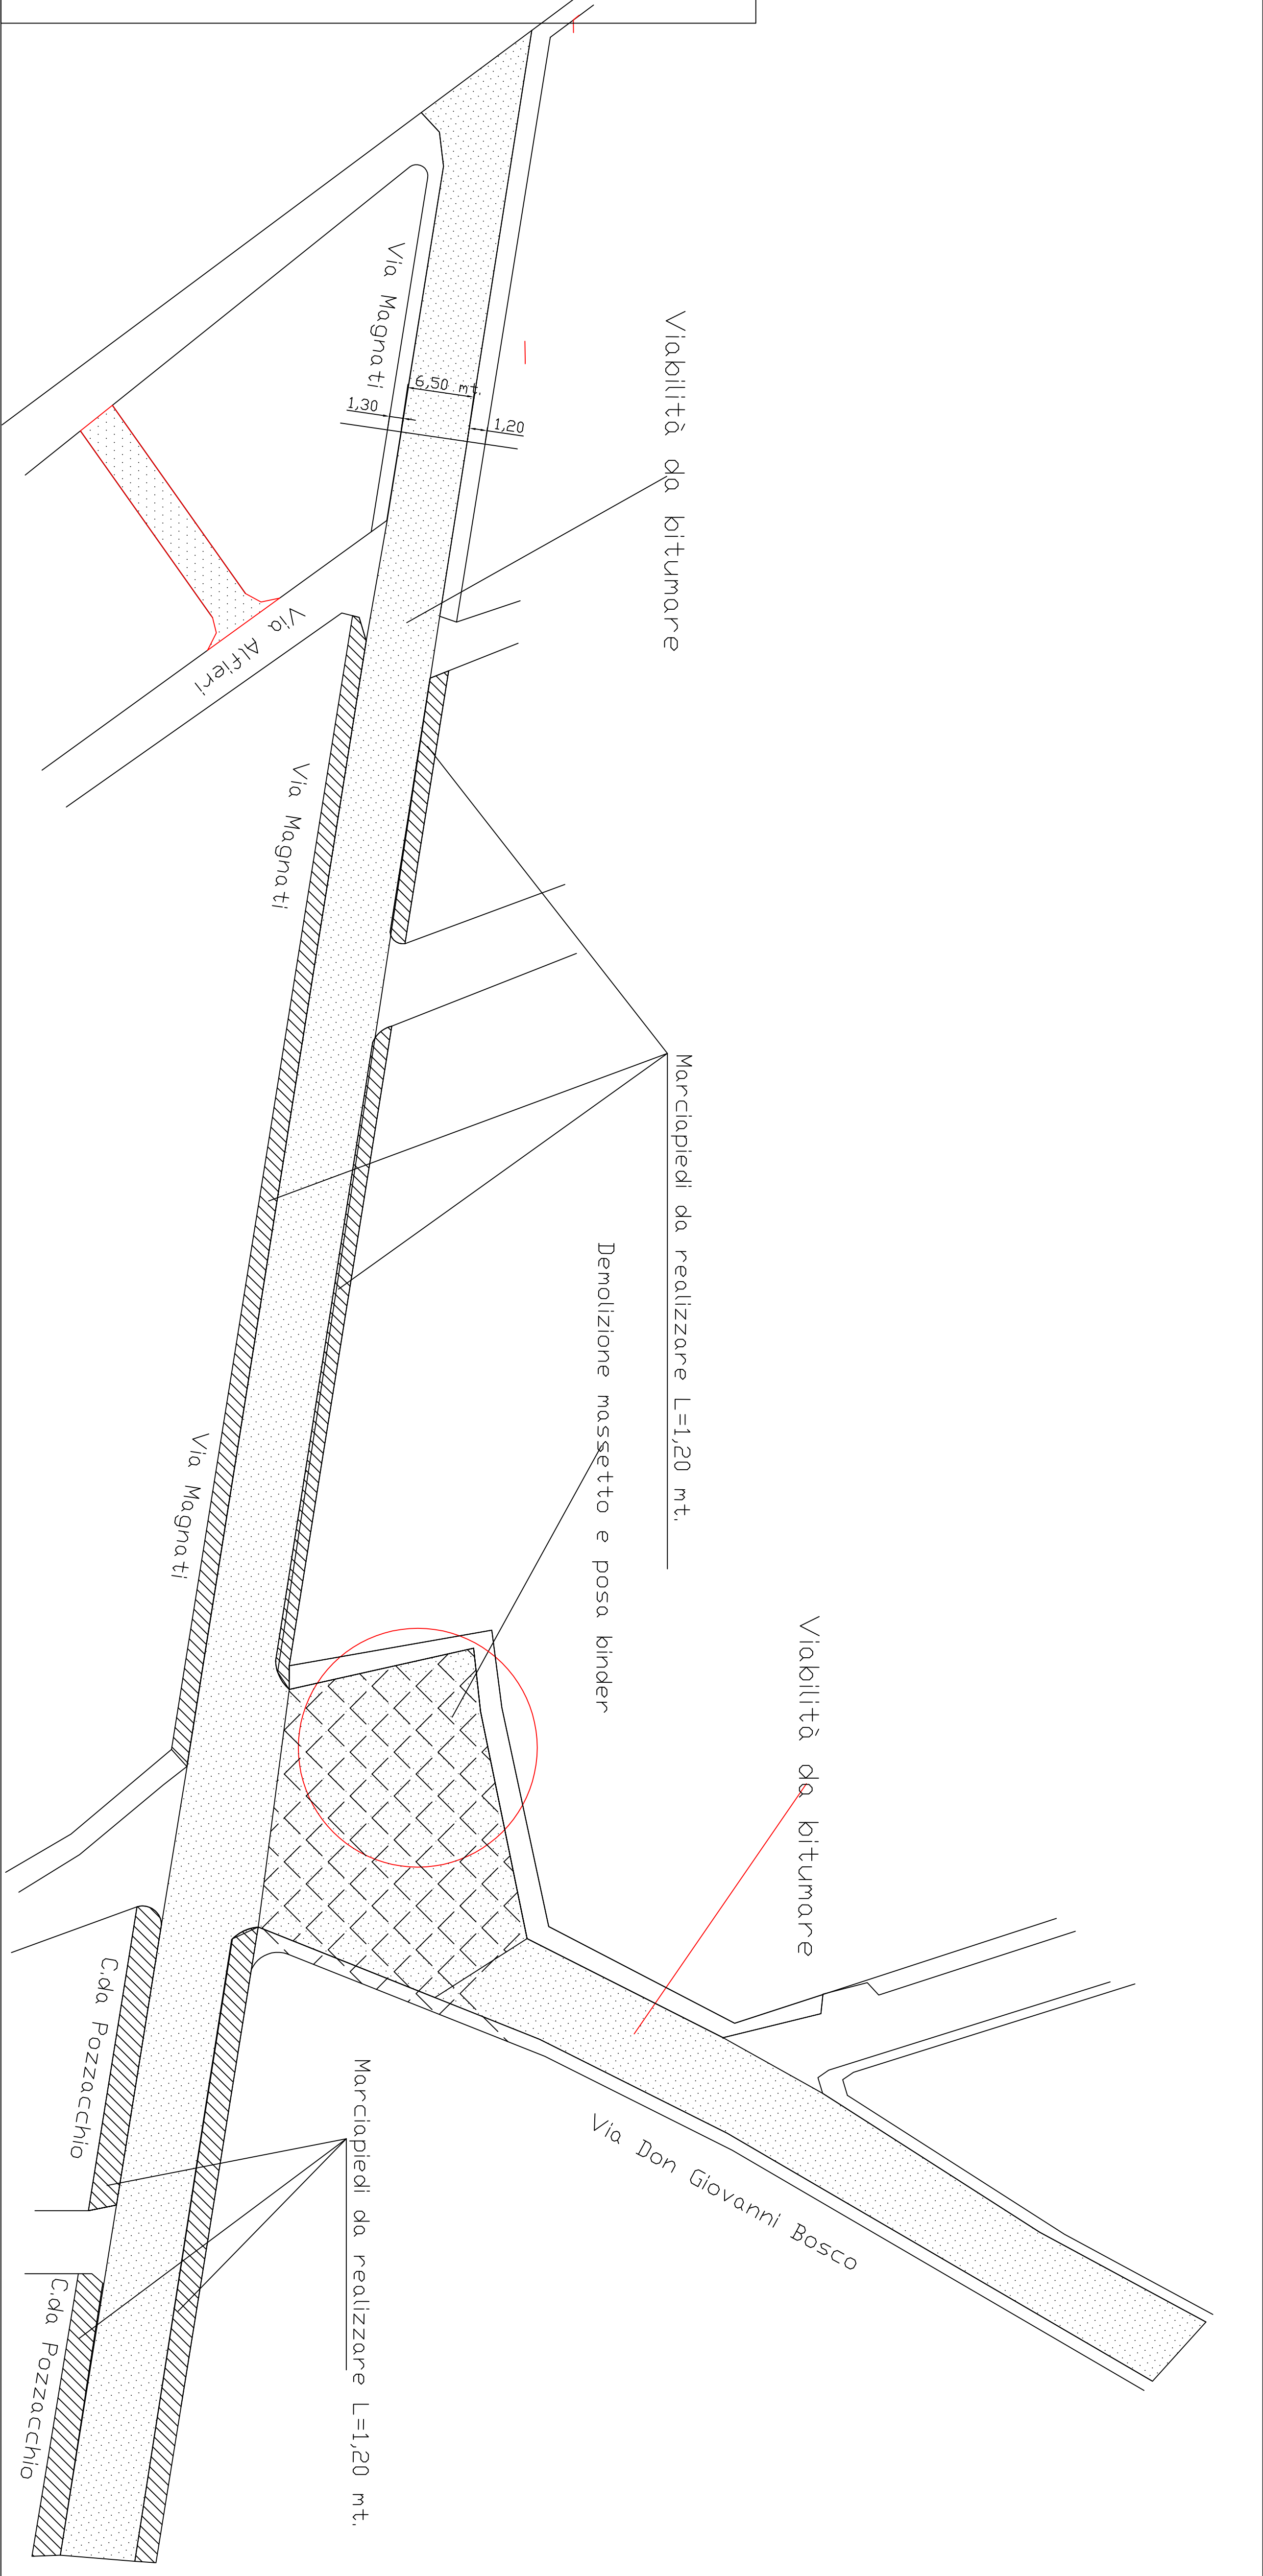 Via Magnati
6,50 mt.
1,30
1,20
Viabilità da bitumare
Via Alfieri
Via Magnati
Marciapiedi da realizzare L=1,20 mt.
Demolizione massetto e posa binder
Via Magnati
Viabilità da bitumare
C.da Pozzacchio
Via Don Giovanni Bosco
Marciapiedi da realizzare L=1,20 mt.
C.da Pozzacchio